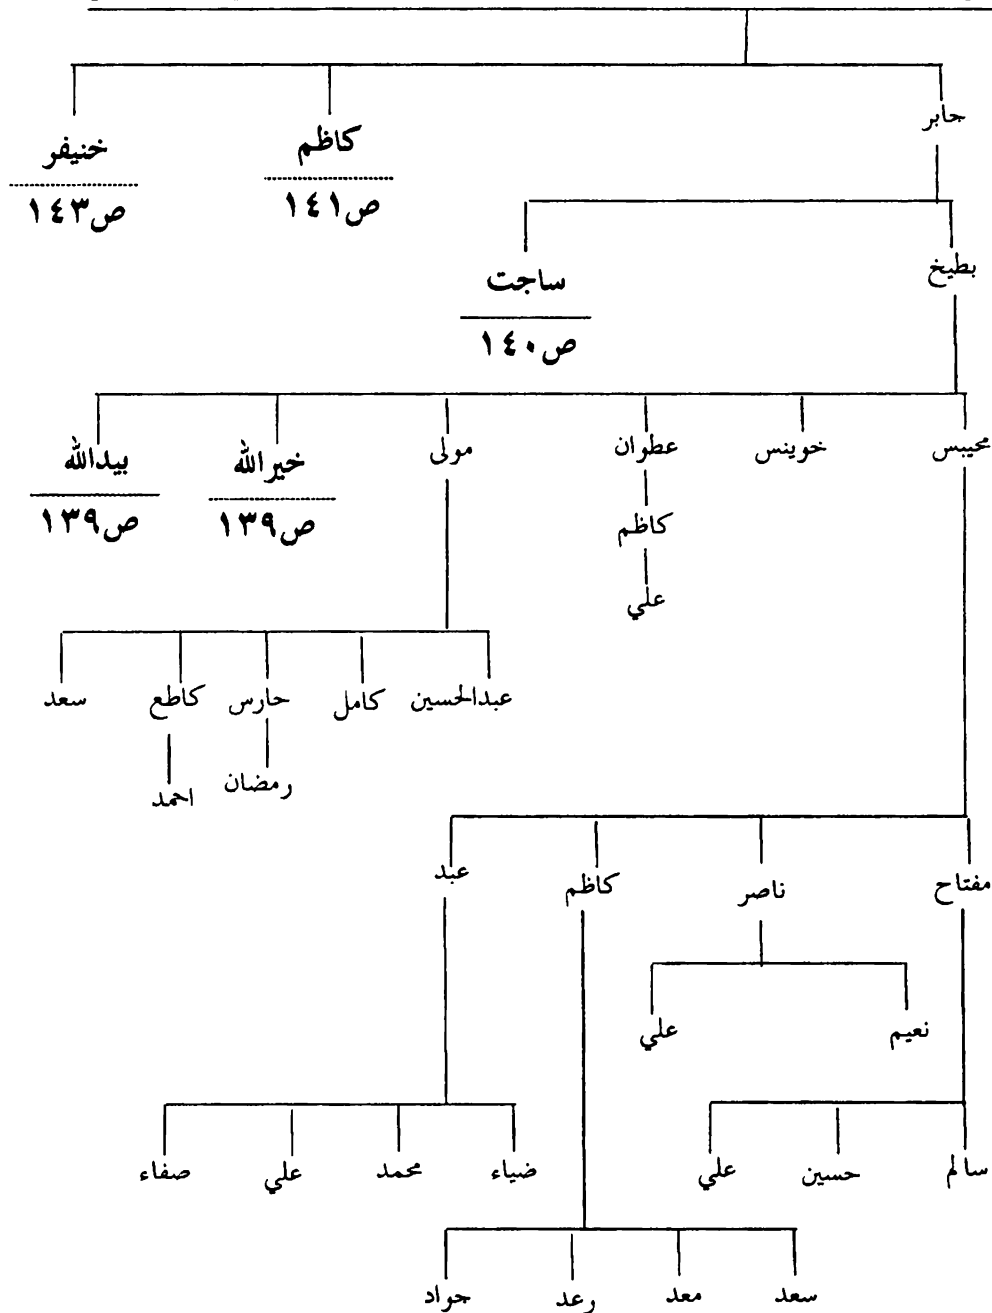 جابر
كاظم
ص١٤١
خنيفر
ص١٤٣
بطيخ
ساجت
ص١٤٠
محيبس
خوينس
عطوان
مولى
خيرالله
ص١٣٩
بيدالله
ص١٣٩
كاظم
علي
عبدالحسين
كامل
حارس
كاطع
سعد
رمضان
احمد
مفتاح
ناصر
كاظم
عبد
نعيم
علي
سالم
حسين
علي
ضياء
محمد
علي
صفاء
سعد
معد
رعد
جواد